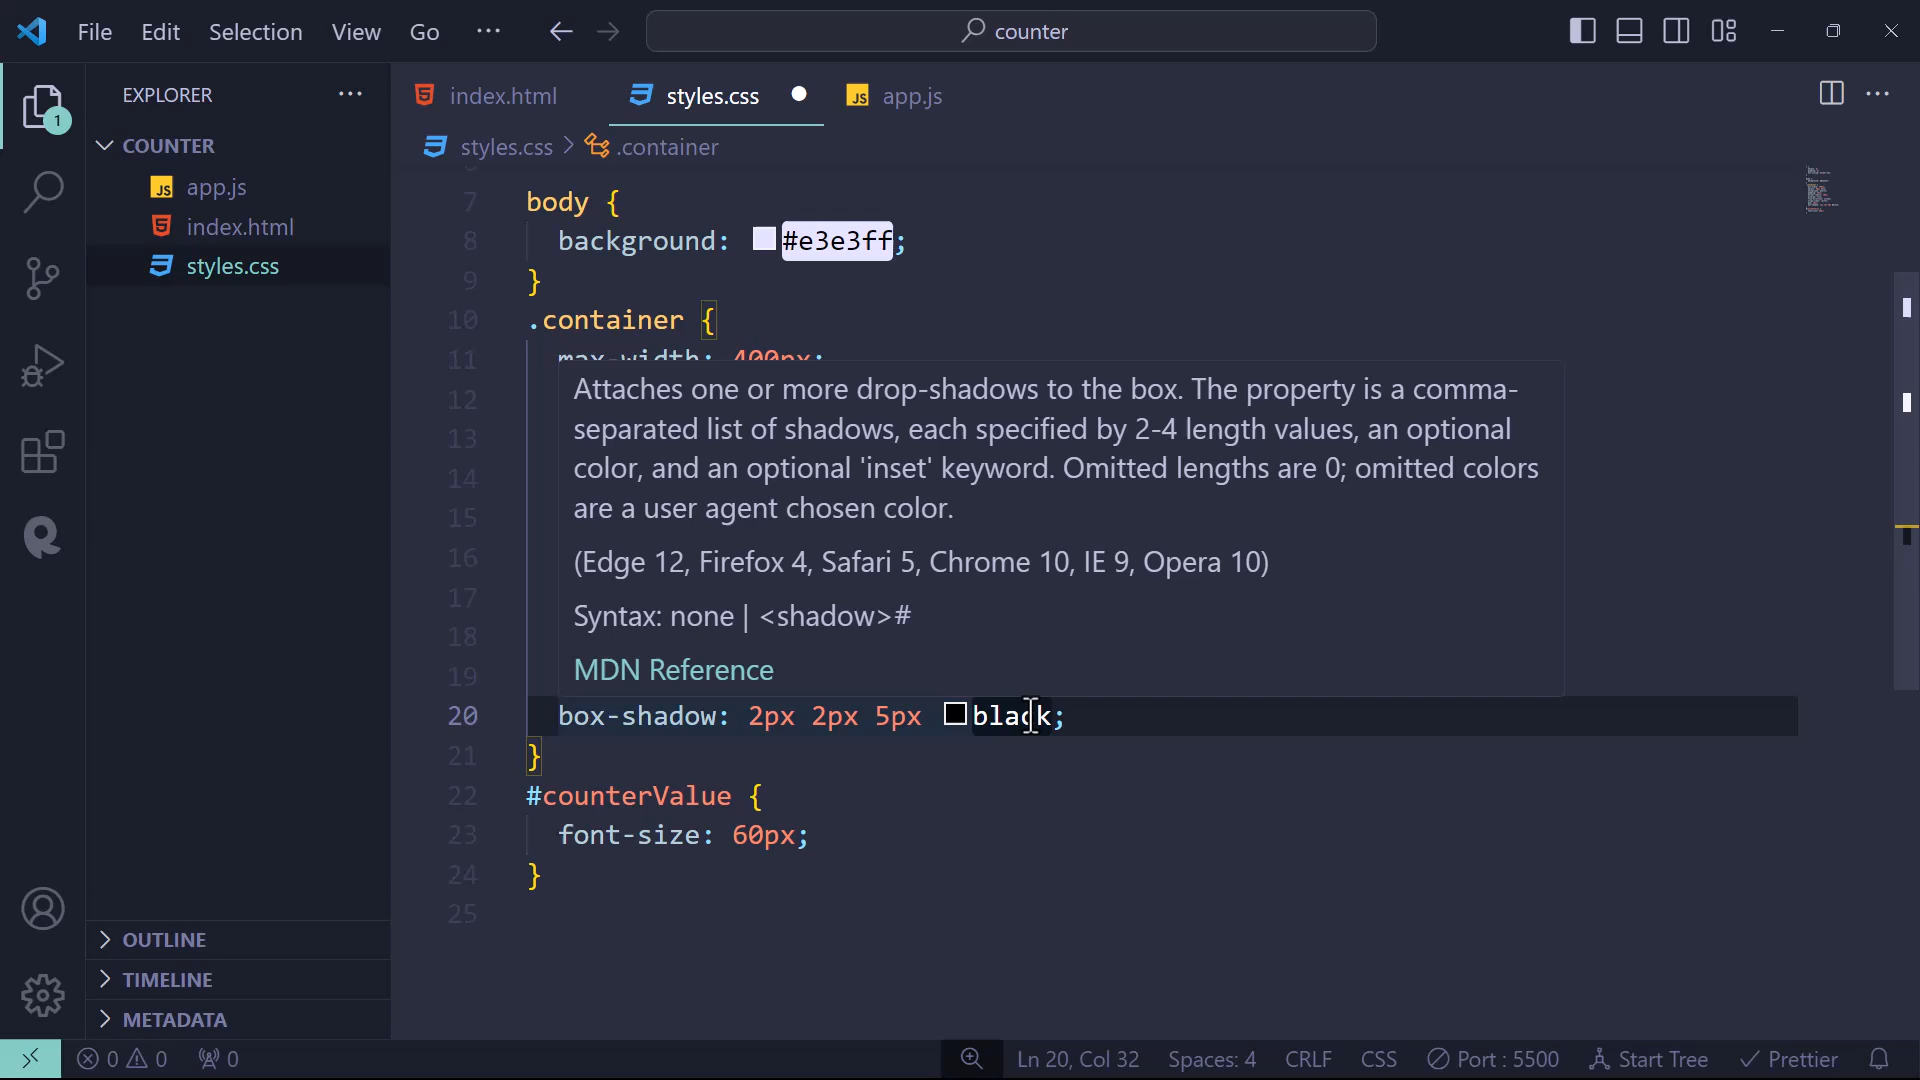 File Edit Selection View Go ··· counter
EXPLORER ···
index.html styles.css JS app.js ···
COUNTER
styles.css > .container
JS app.js
index.html
styles.css
1
7 body {
8 background: #e3e3ff;
9 }
10 .container {
11 max-width: 400px;
12
13
14
15
16
17
18
19
Attaches one or more drop-shadows to the box. The property is a comma-
separated list of shadows, each specified by 2-4 length values, an optional
color, and an optional 'inset' keyword. Omitted lengths are 0; omitted colors
are a user agent chosen color.
(Edge 12, Firefox 4, Safari 5, Chrome 10, IE 9, Opera 10)
Syntax: none | <shadow>#
MDN Reference
20 box-shadow: 2px 2px 5px black;
21 }
22 #counterValue {
23 font-size: 60px;
24 }
25
OUTLINE
TIMELINE
METADATA
0 0 0 Ln 20, Col 32 Spaces: 4 CRLF CSS Port : 5500 Start Tree Prettier